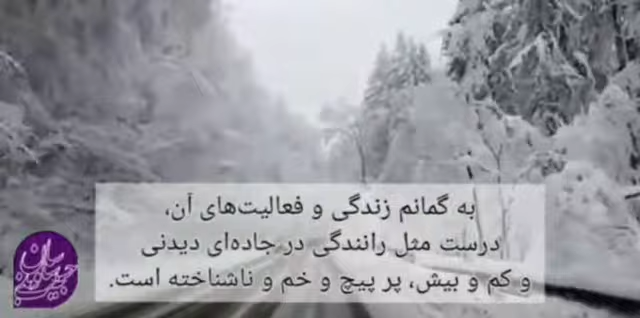 به گمانم زندگی و فعالیت‌های آن،
درست مثل رانندگی در جاده‌ای دیدنی
و کم و بیش، پر پیچ و خم و ناشناخته است.